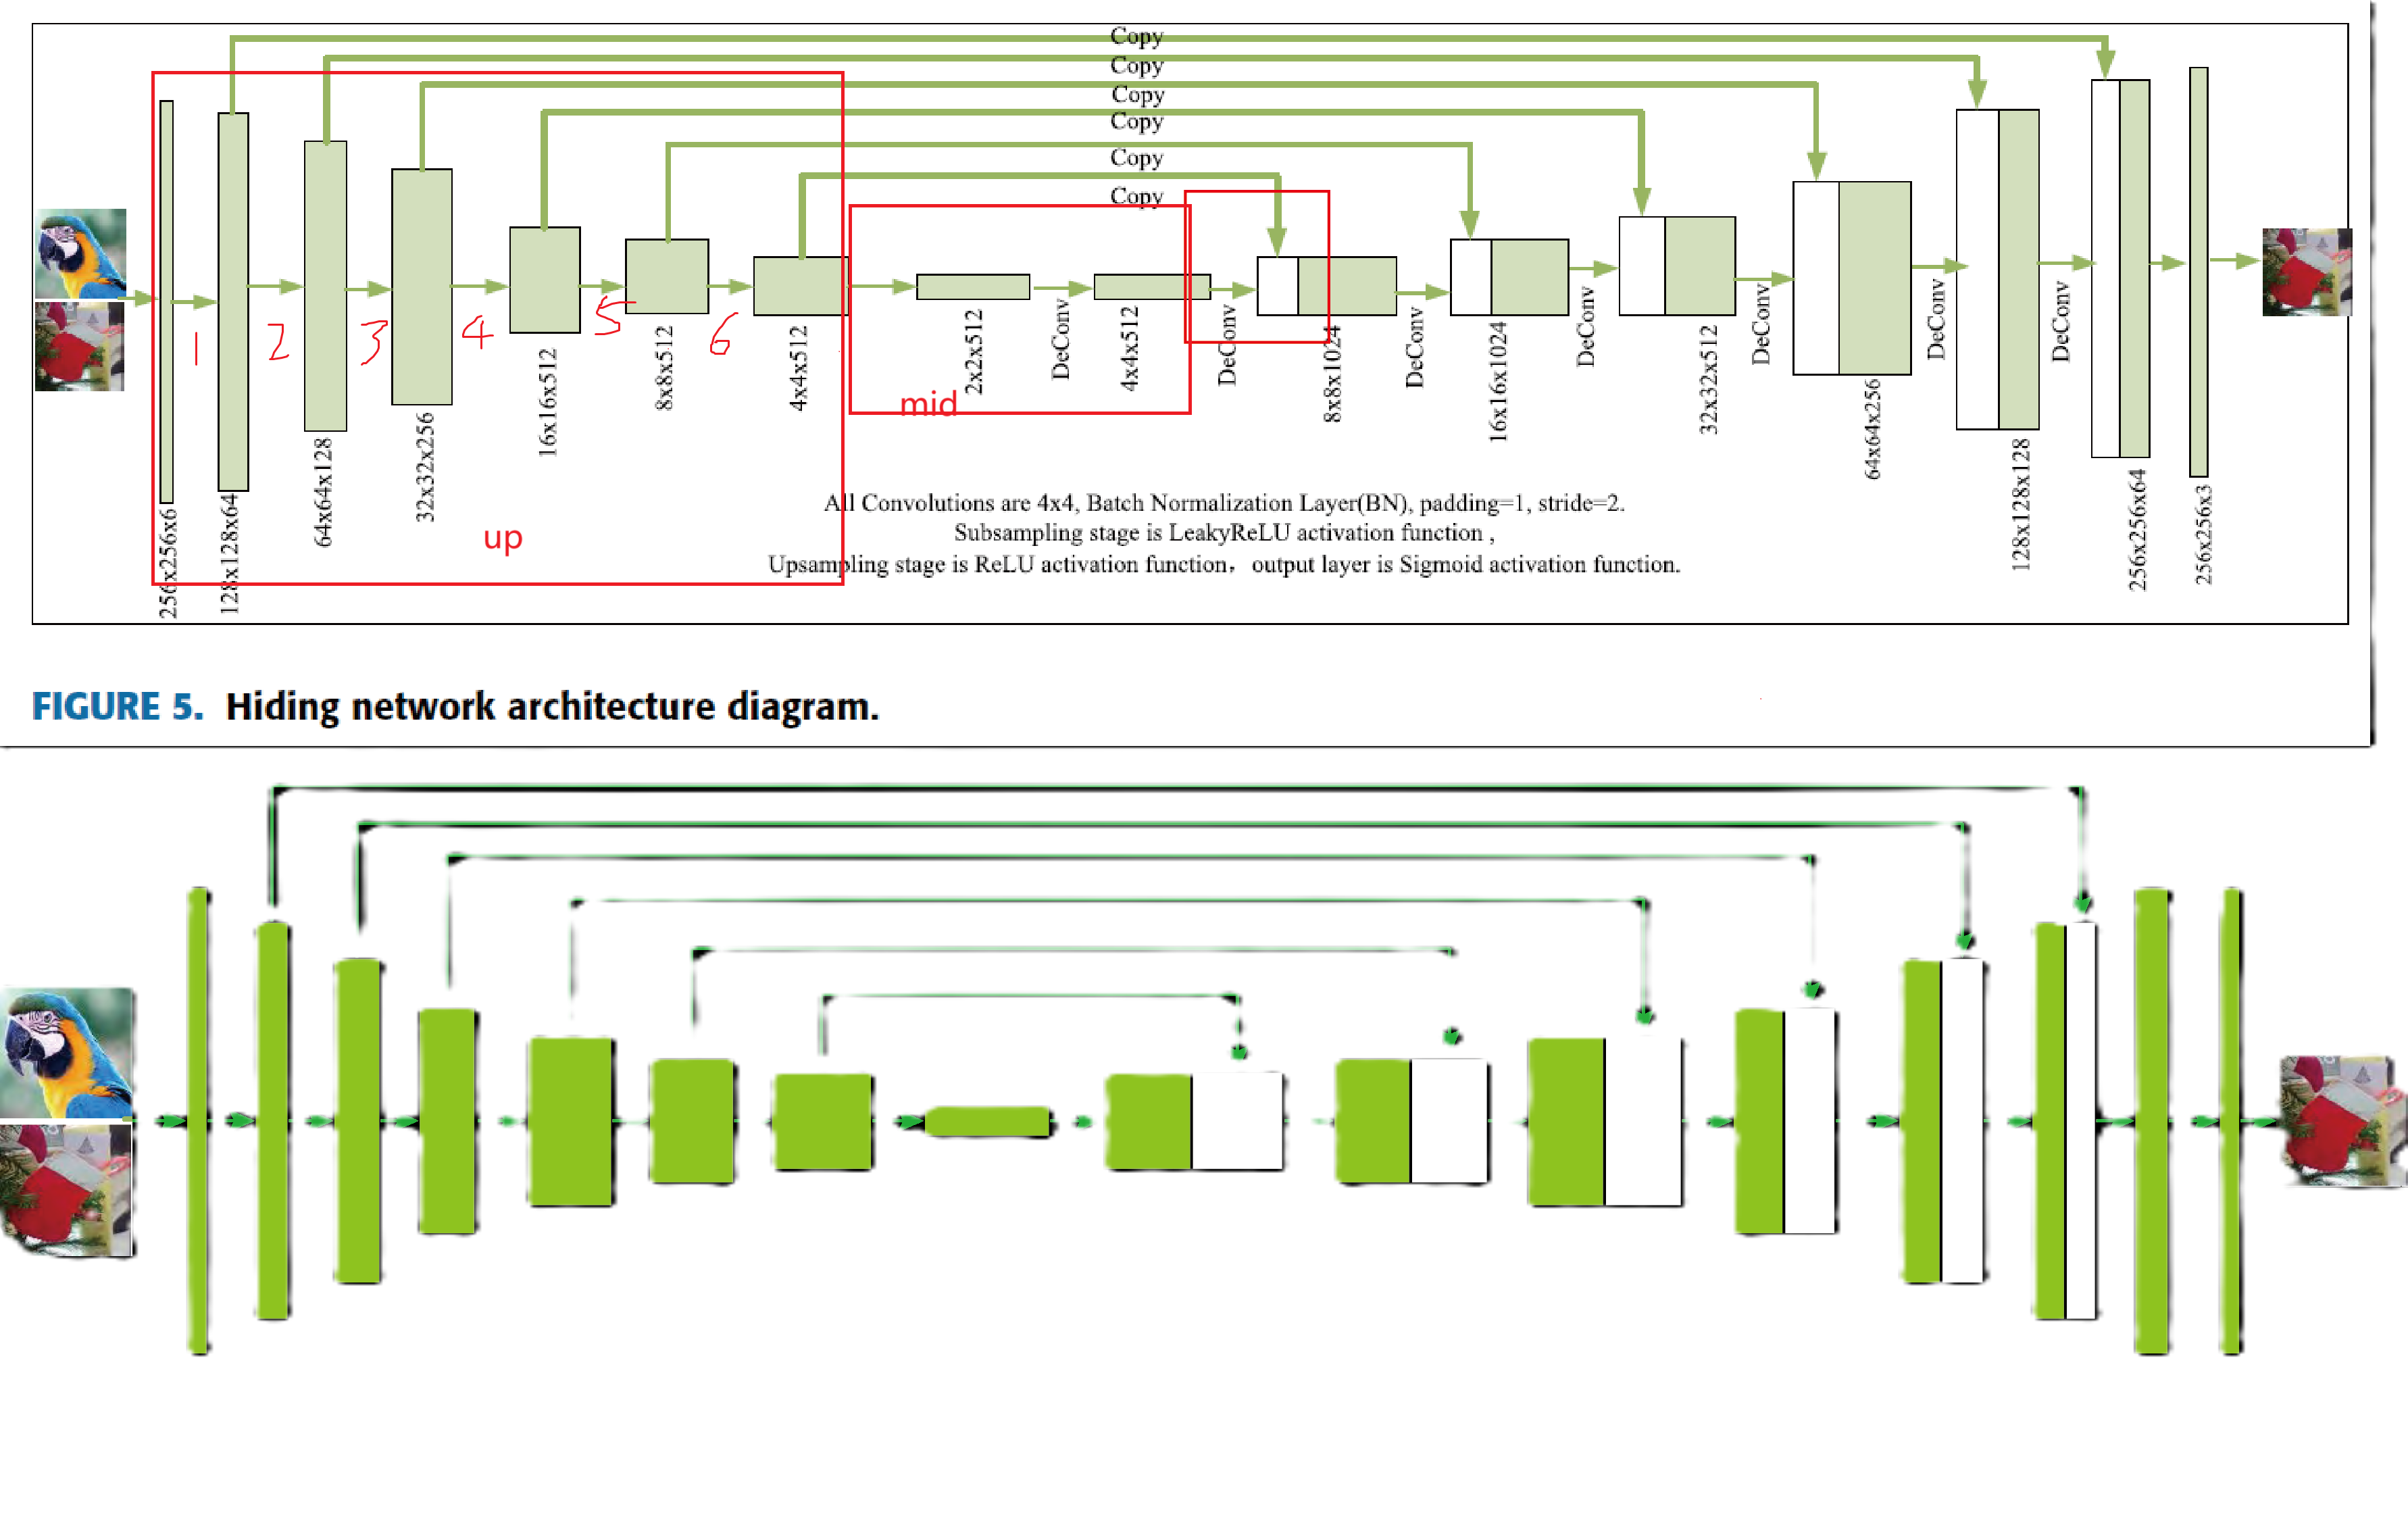 Copy
Copy
Copy
Copy
Copy
Copy
1
2
3
4
5
6
256x256x6
128x128x64
64x64x128
32x32x256
16x16x512
8x8x512
4x4x512
2x2x512
DeConv
4x4x512
DeConv
8x8x1024
DeConv
16x16x1024
DeConv
32x32x512
DeConv
64x64x256
DeConv
128x128x128
DeConv
256x256x64
256x256x3
mid
up
All Convolutions are 4x4, Batch Normalization Layer(BN), padding=1, stride=2.
Subsampling stage is LeakyReLU activation function ,
Upsampling stage is ReLU activation function，output layer is Sigmoid activation function.
FIGURE 5. Hiding network architecture diagram.